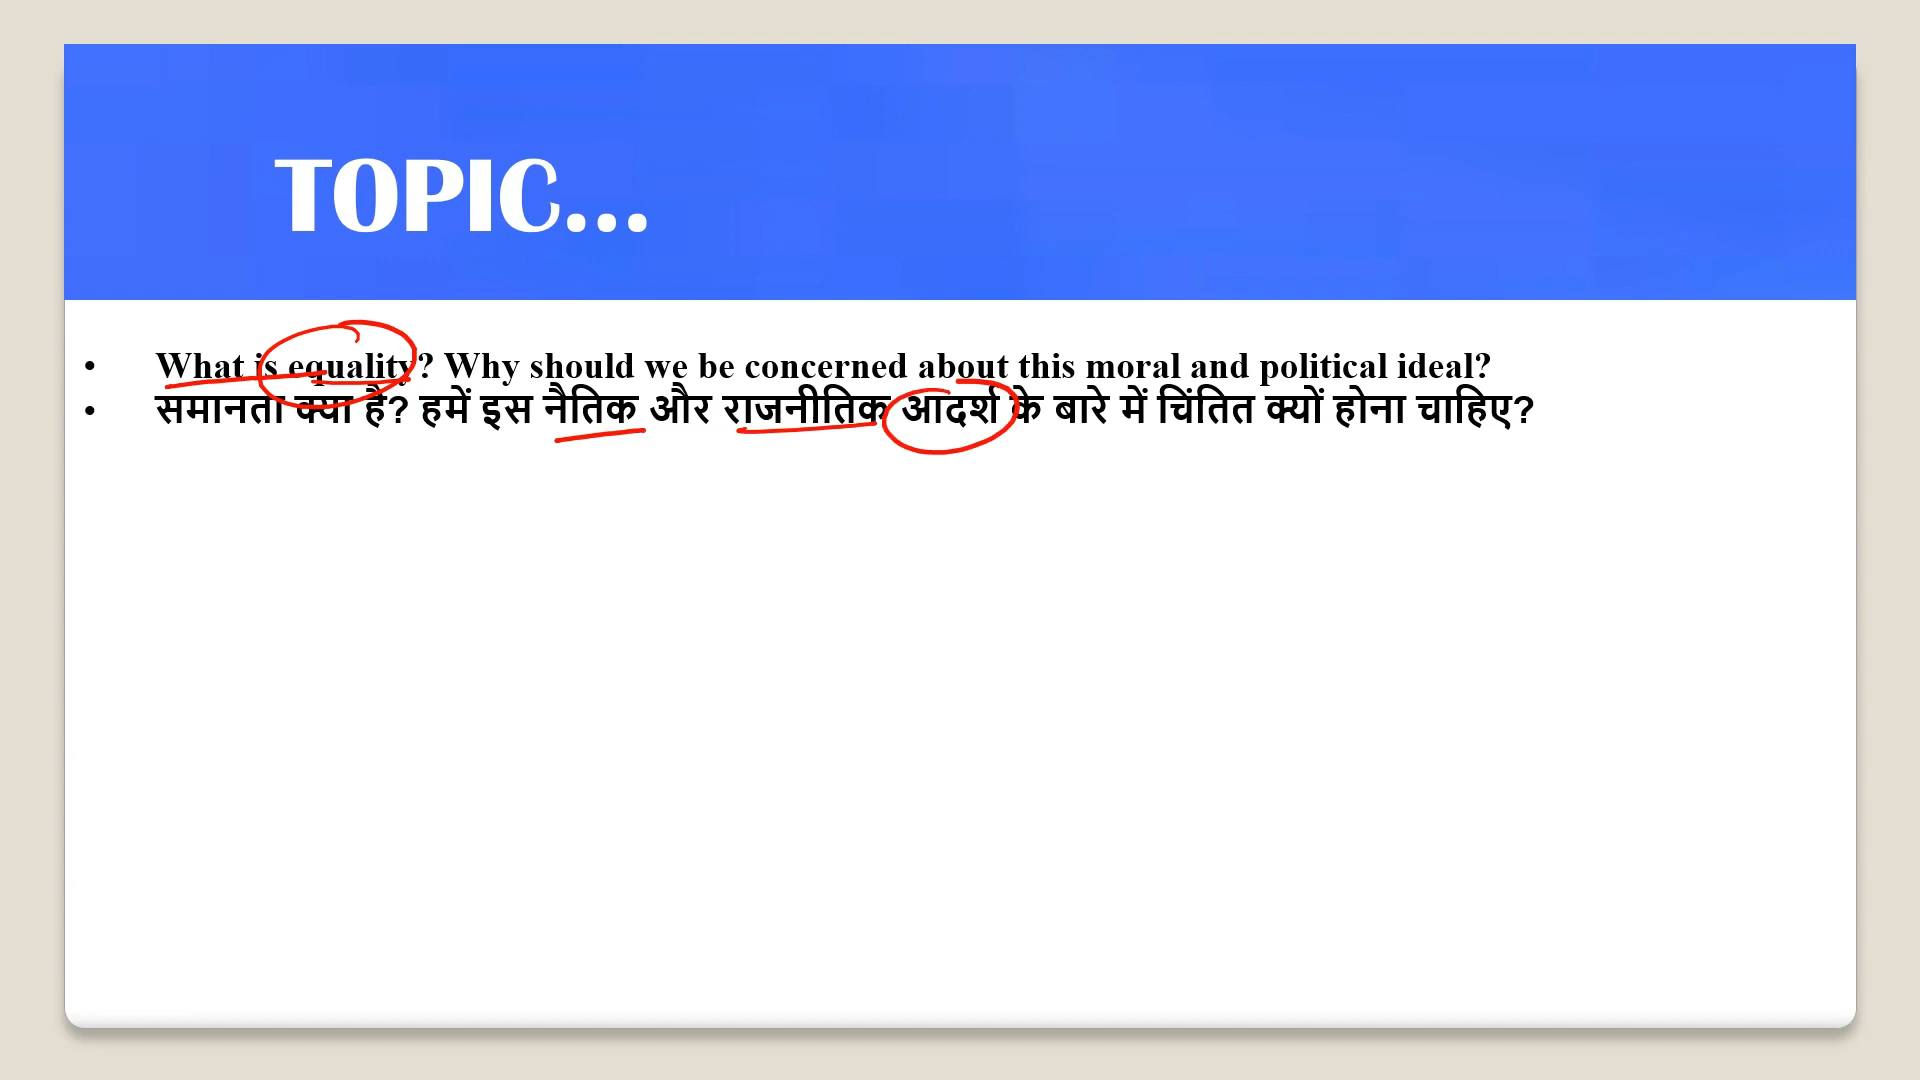 TOPIC...
• What is equality? Why should we be concerned about this moral and political ideal?
• समानता क्या है? हमें इस नैतिक और राजनीतिक आदर्श के बारे में चिंतित क्यों होना चाहिए?